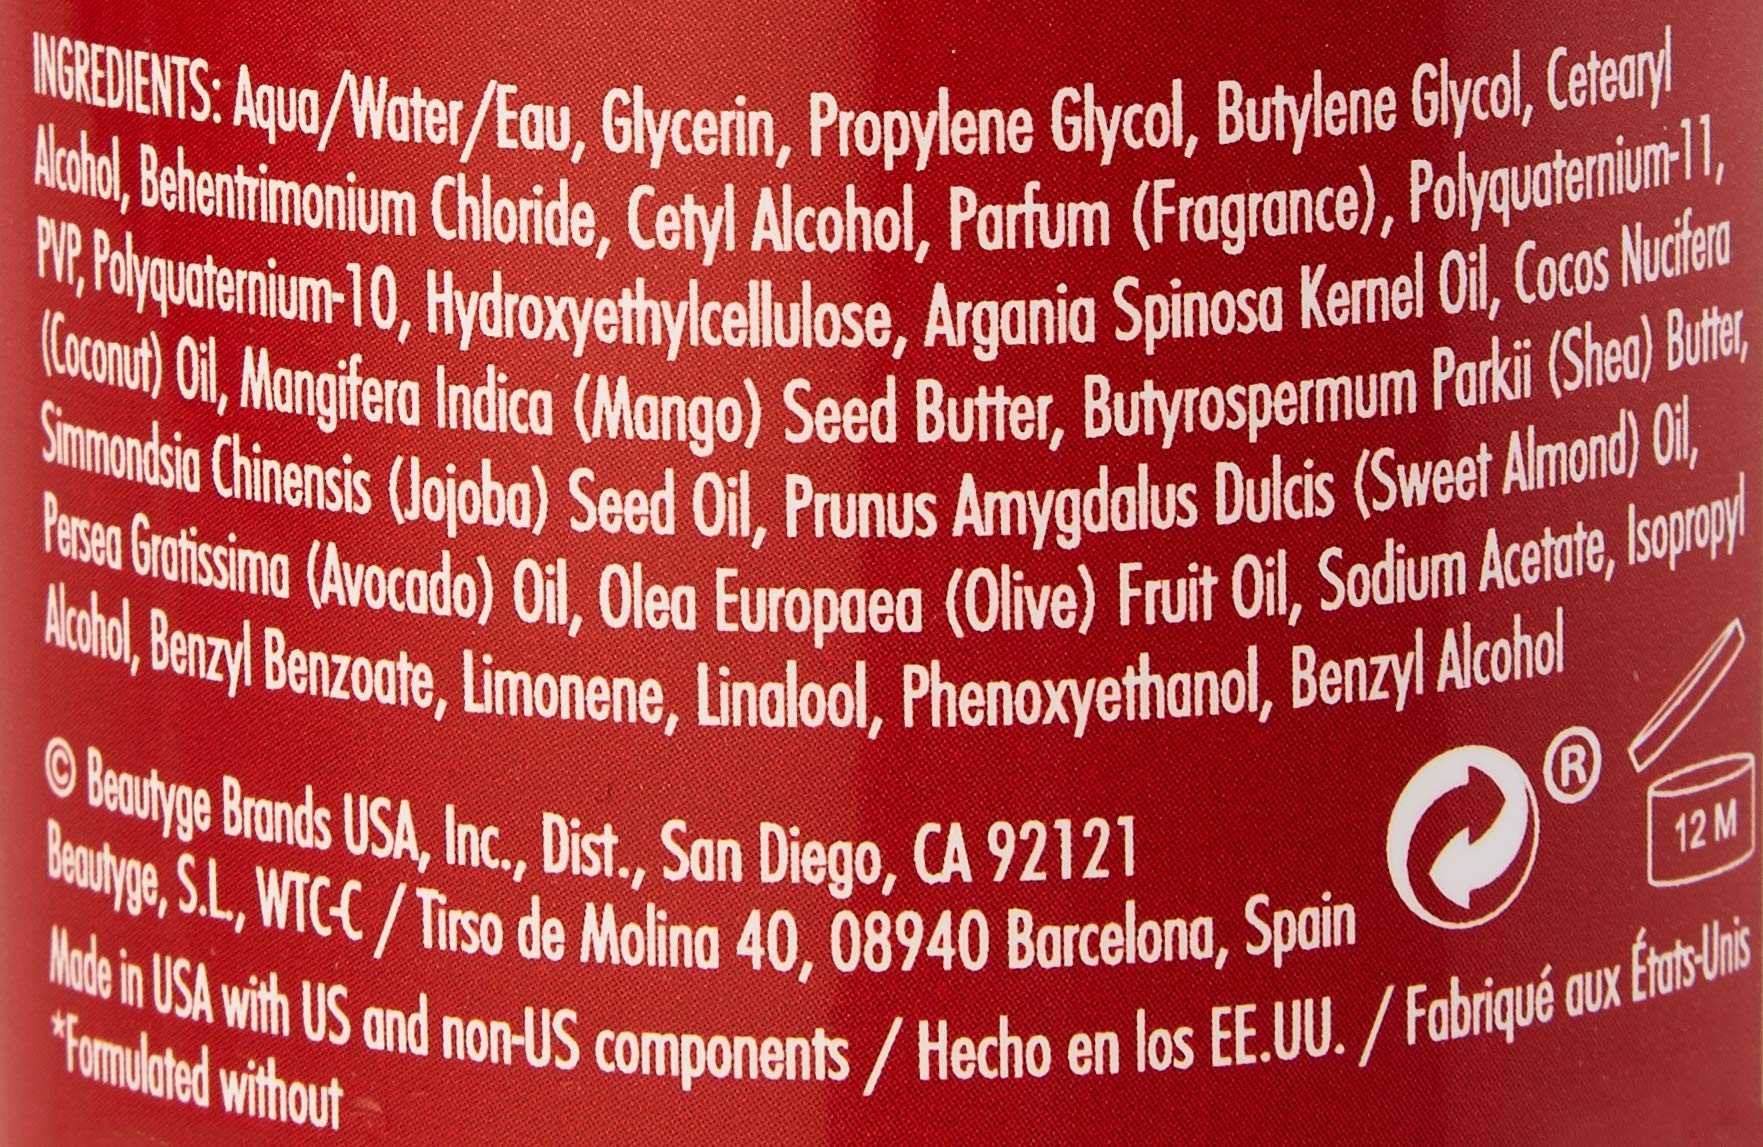 INGREDIENTS: Aqua/Water/Eau, Glycerin, Propylene Glycol, Butylene Glycol, Cetearyl
Alcohol, Behentrimonium Chloride, Cetyl Alcohol, Parfum (Fragrance), Polyquaternium-11,
PVP, Polyquaternium-10, Hydroxyethylcellulose, Argania Spinosa Kernel Oil, Cocos Nucifera
(Coconut) Oil, Mangifera Indica (Mango) Seed Butter, Butyrospermum Parkii (Shea) Butter,
Simmondsia Chinensis (Jojoba) Seed Oil, Prunus Amygdalus Dulcis (Sweet Almond) Oil,
Persea Gratissima (Avocado) Oil, Olea Europaea (Olive) Fruit Oil, Sodium Acetate, Isopropyl
Alcohol, Benzyl Benzoate, Limonene, Linalool, Phenoxyethanol, Benzyl Alcohol
© Beautyge Brands USA, Inc., Dist., San Diego, CA 92121
Beautyge, S.L., WTC-C / Tirso de Molina 40, 08940 Barcelona, Spain
®
12 M
Made in USA with US and non-US components / Hecho en los EE.UU. / Fabriqué aux États-Unis
*Formulated without